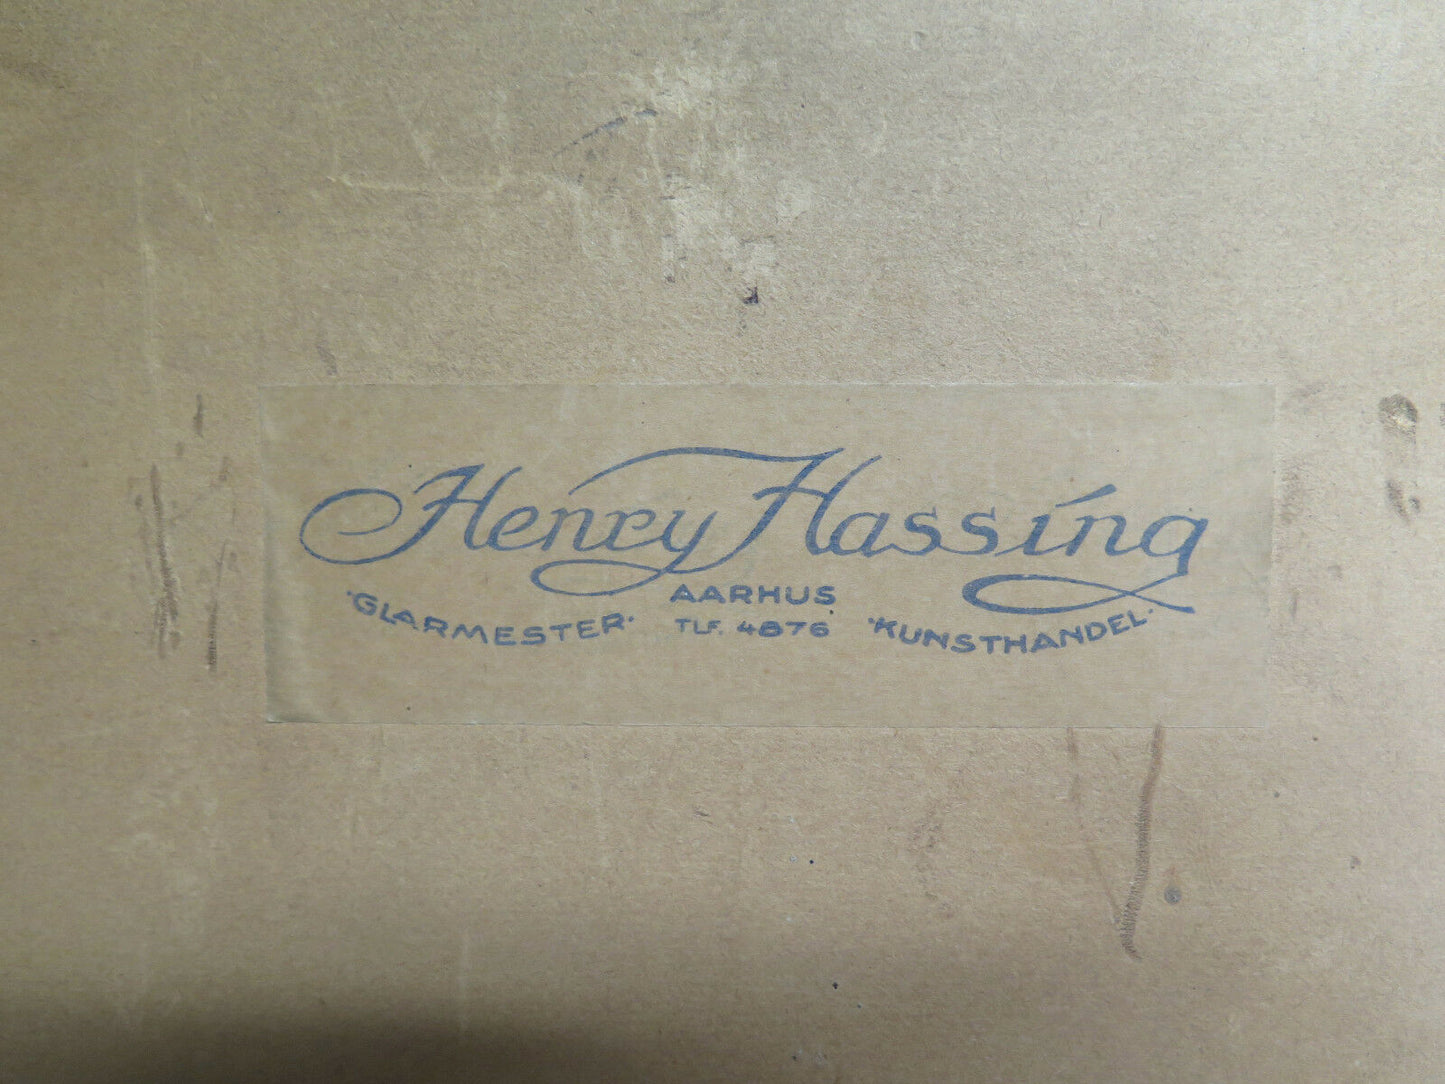 Henry Hassing
AARHUS
"GLARMESTER" TLF. 4876 "KUNSTHANDEL"